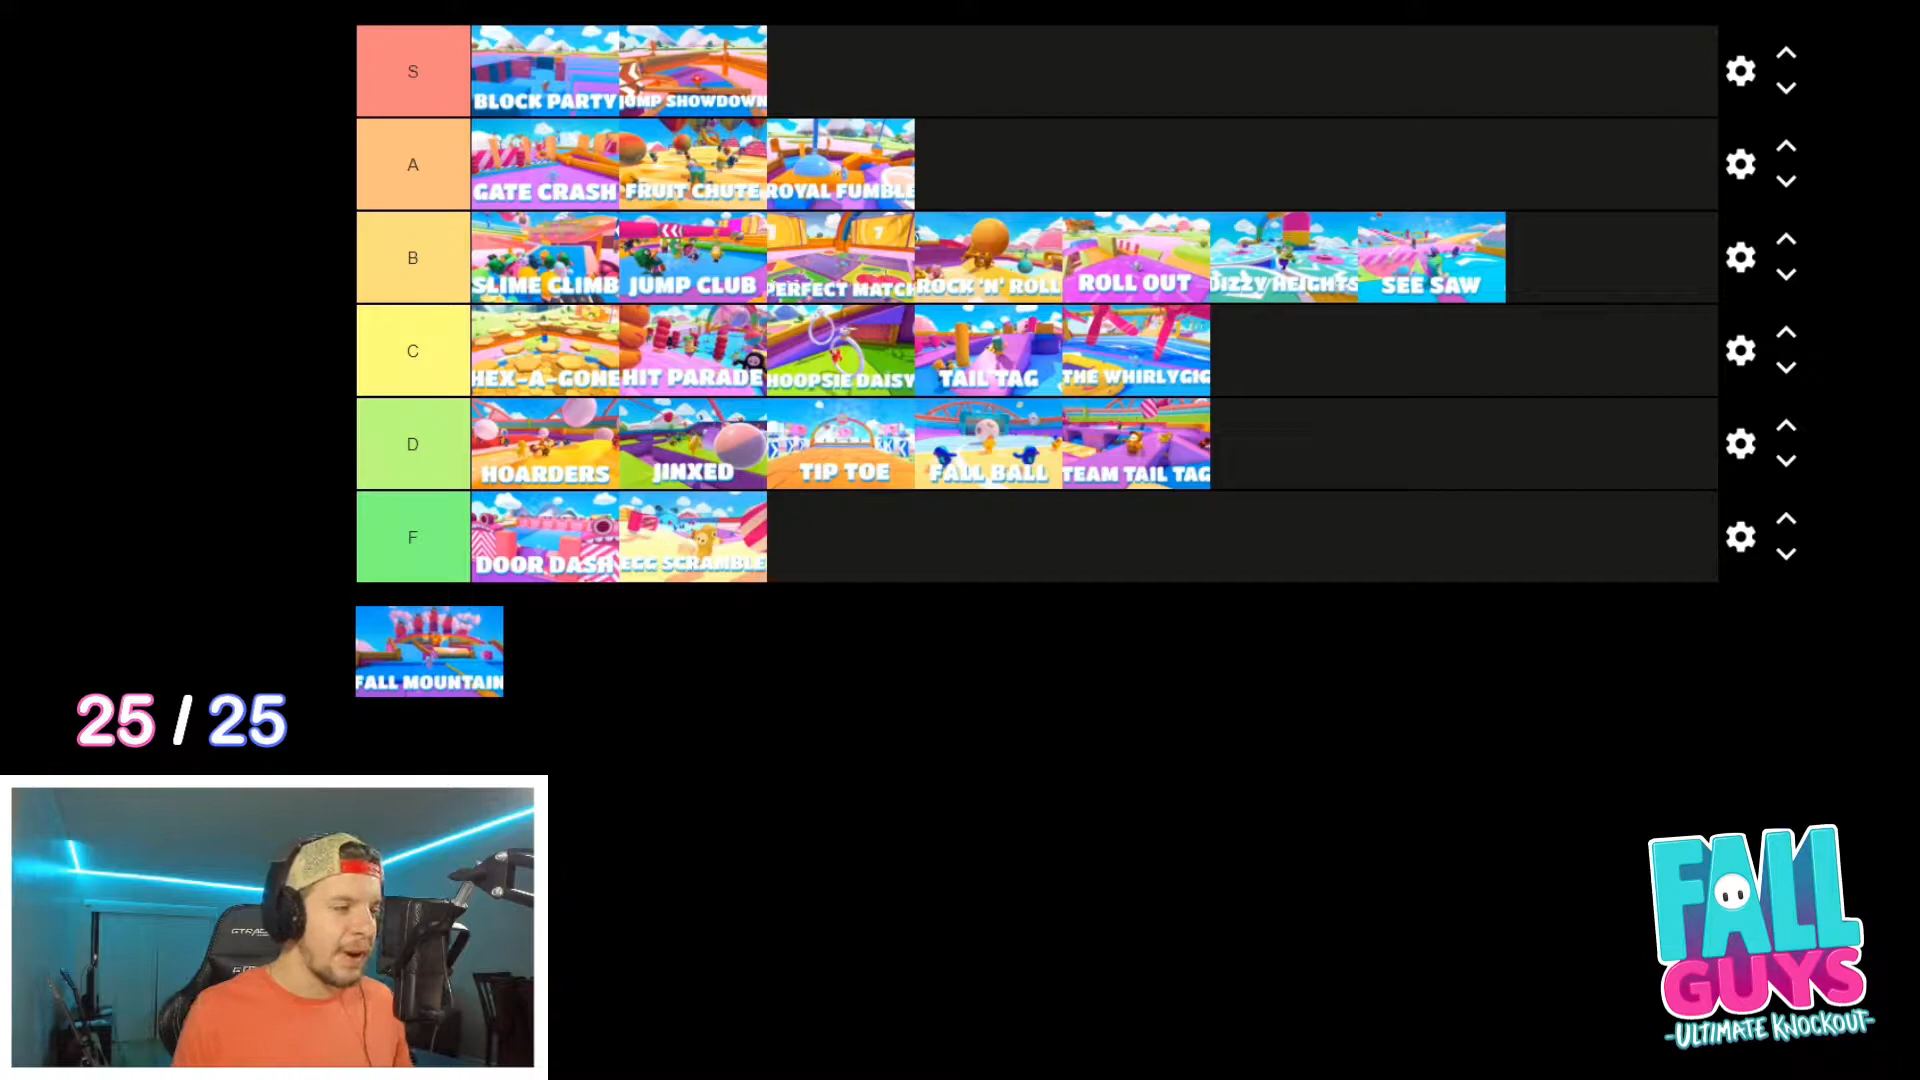 S
BLOCK PARTY
JUMP SHOWDOWN
A
GATE CRASH
FRUIT CHUTE
ROYAL FUMBLE
B
SLIME CLIMB
JUMP CLUB
PERFECT MATCH
ROCK 'N' ROLL
ROLL OUT
DIZZY HEIGHTS
SEE SAW
C
HEX-A-GONE
HIT PARADE
HOOPSIE DAISY
TAIL TAG
THE WHIRLYGIG
D
HOARDERS
JINXED
TIP TOE
FALL BALL
TEAM TAIL TAG
F
DOOR DASH
EGG SCRAMBLE
FALL MOUNTAIN
25 / 25
FALL
GUYS
-ULTIMATE KNOCKOUT-